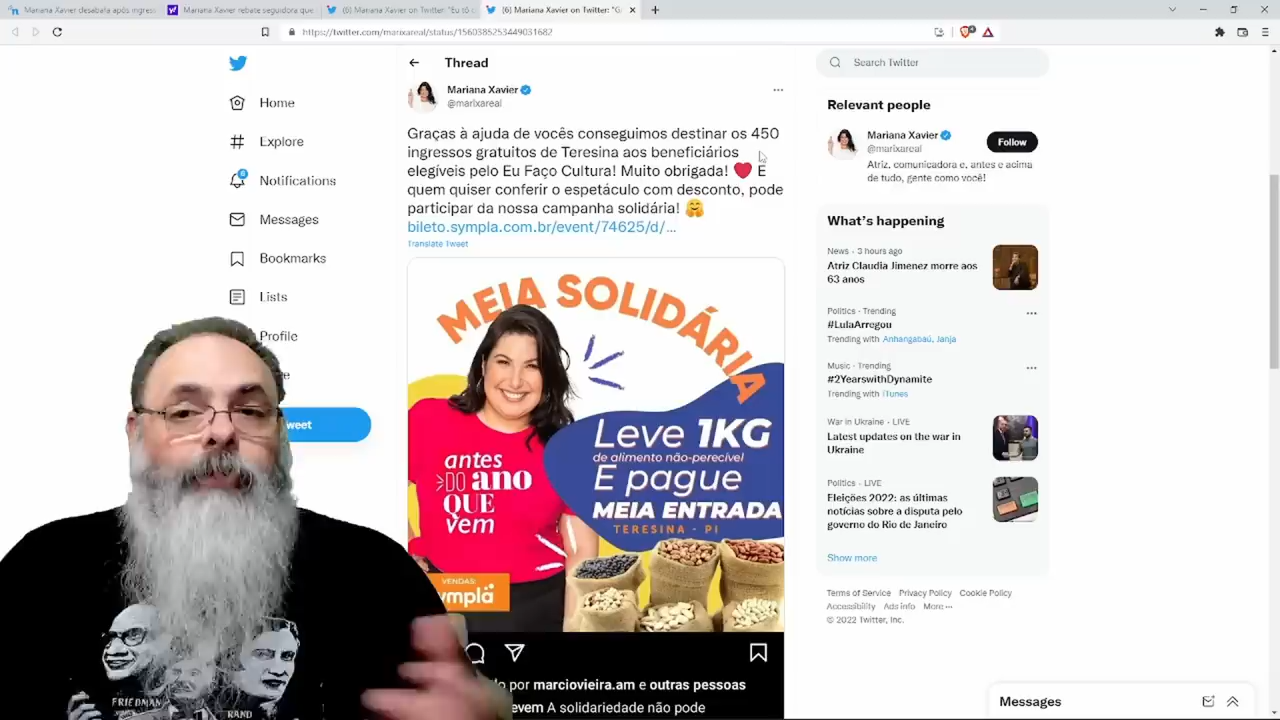 Mariana Xavier desabafa após ingres
Mariana Xavier rebate seguidora que
(6) Mariana Xavier on Twitter: "Eu tô c
(6) Mariana Xavier on Twitter: "G
https://twitter.com/marixareal/status/1560385253449031682
Home
Explore
6
Notifications
Messages
Bookmarks
Lists
Profile
weet
Thread
Mariana Xavier
@marixareal
Graças à ajuda de vocês conseguimos destinar os 450
ingressos gratuitos de Teresina aos beneficiários
elegíveis pelo Eu Faço Cultura! Muito obrigada! ❤️ E
quem quiser conferir o espetáculo com desconto, pode
participar da nossa campanha solidária! 🤗
bileto.sympla.com.br/event/74625/d/...
Translate Tweet
MEIA SOLIDÁRIA
antes
DO ano
QUE
vem
Leve 1KG
de alimento não-perecível
E pague
MEIA ENTRADA
TERESINA - PI
VENDAS:
mpla
o por marciovieira.am e outras pessoas
evem A solidariedade não pode
FRIEDMAN
RAND
Search Twitter
Relevant people
Mariana Xavier
@marixareal
Follow
Atriz, comunicadora e, antes e acima
de tudo, gente como você!
What's happening
News · 3 hours ago
Atriz Claudia Jimenez morre aos
63 anos
Politics · Trending
#LulaArregou
Trending with Anhangabaú, Janja
Music · Trending
#2YearswithDynamite
Trending with iTunes
War in Ukraine · LIVE
Latest updates on the war in
Ukraine
Politics · LIVE
Eleições 2022: as últimas
notícias sobre a disputa pelo
governo do Rio de Janeiro
Show more
Terms of Service Privacy Policy Cookie Policy
Accessibility Ads info More ···
© 2022 Twitter, Inc.
Messages